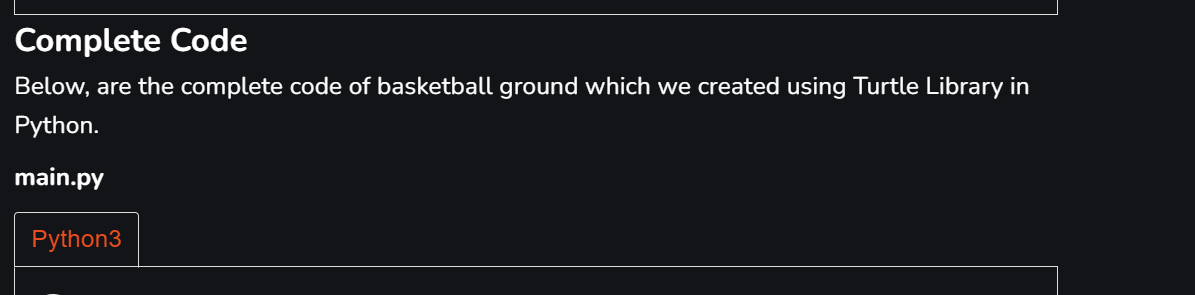 Complete Code
Below, are the complete code of basketball ground which we created using Turtle Library in
Python.
main.py
Python3